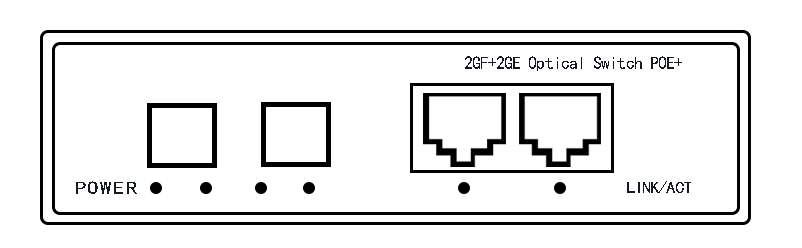 2GF+2GE Optical Switch POE+
POWER
LINK/ACT